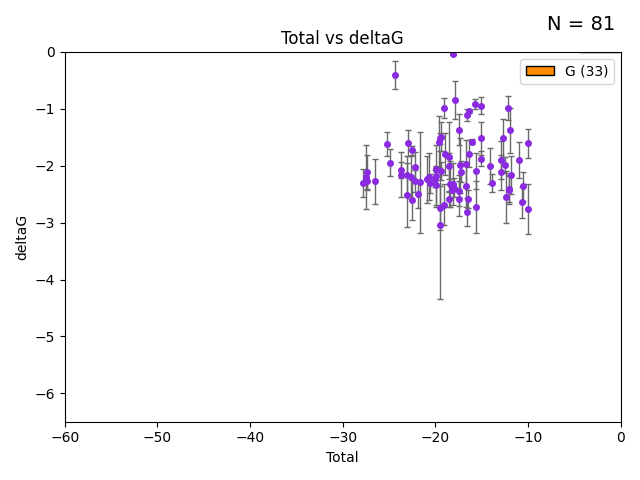 N = 81
Total vs deltaG
G (33)
deltaG
0
−1
−2
−3
−4
−5
−6
−60 −50 −40 −30 −20 −10 0
Total